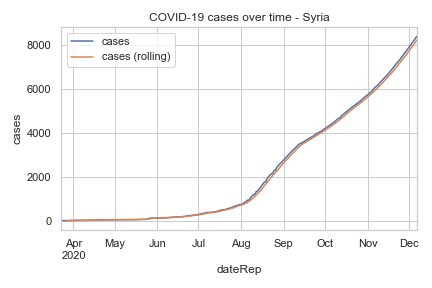 COVID-19 cases over time - Syria
cases
cases (rolling)
8000
6000
4000
2000
0
cases
Apr May Jun Jul Aug Sep Oct Nov Dec
2020
dateRep